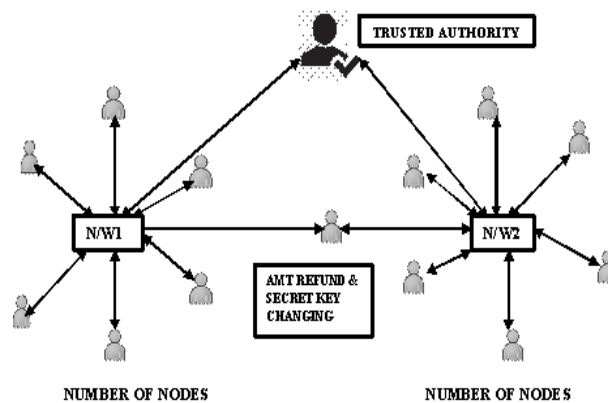 TRUSTED AUTHORITY
N/W1
N/W2
AMT REFUND &
SECRET KEY
CHANGING
NUMBER OF NODES
NUMBER OF NODES